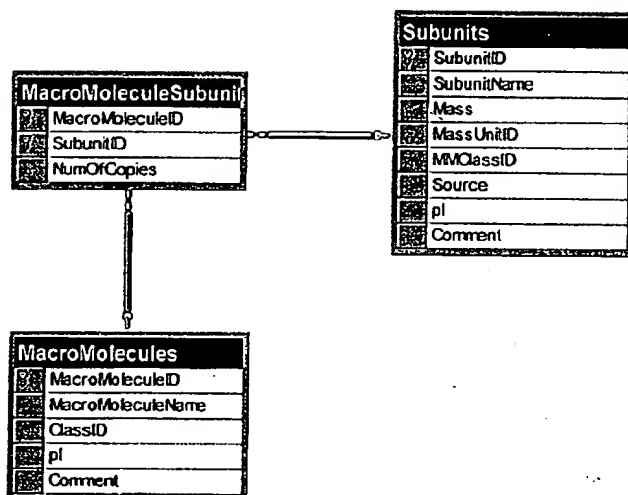 MacroMoleculeSubunit
MacroMoleculeID
SubunitID
NumOfCopies
Subunits
SubunitID
SubunitName
Mass
MassUnitID
MMClassID
Source
pI
Comment
MacroMolecules
MacroMoleculeID
MacroMoleculeName
ClassID
pI
Comment